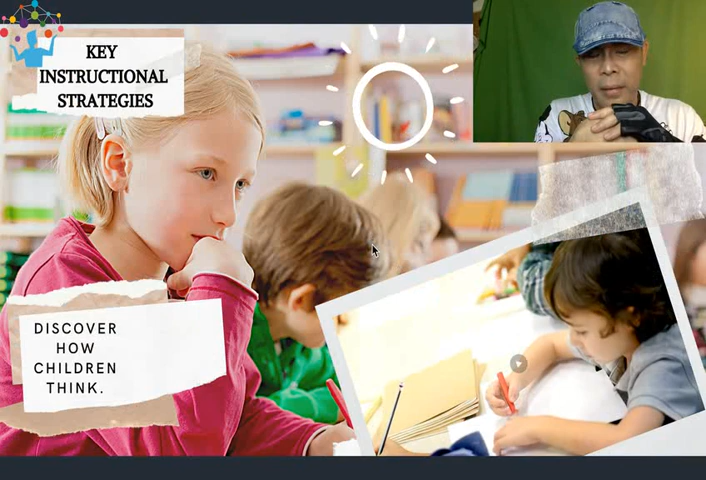 KEY
INSTRUCTIONAL
STRATEGIES
DISCOVER
HOW
CHILDREN
THINK.